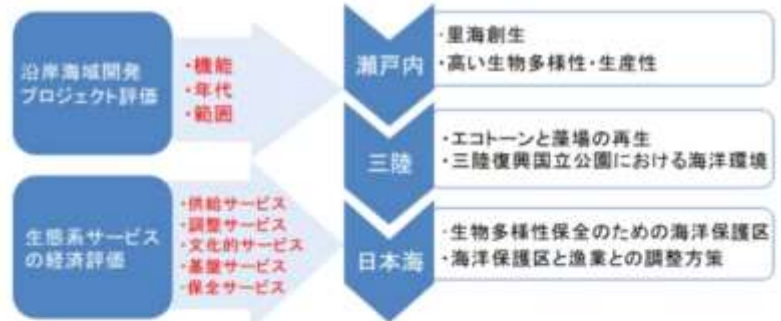 沿岸海域開発
プロジェクト評価
・機能
・年代
・範囲
生態系サービス
の経済評価
・供給サービス
・調整サービス
・文化的サービス
・基盤サービス
・保全サービス
瀬戸内
・里海創生
・高い生物多様性・生産性
三陸
・エコトーンと藻場の再生
・三陸復興国立公園における海洋環境
日本海
・生物多様性保全のための海洋保護区
・海洋保護区と漁業との調整方策